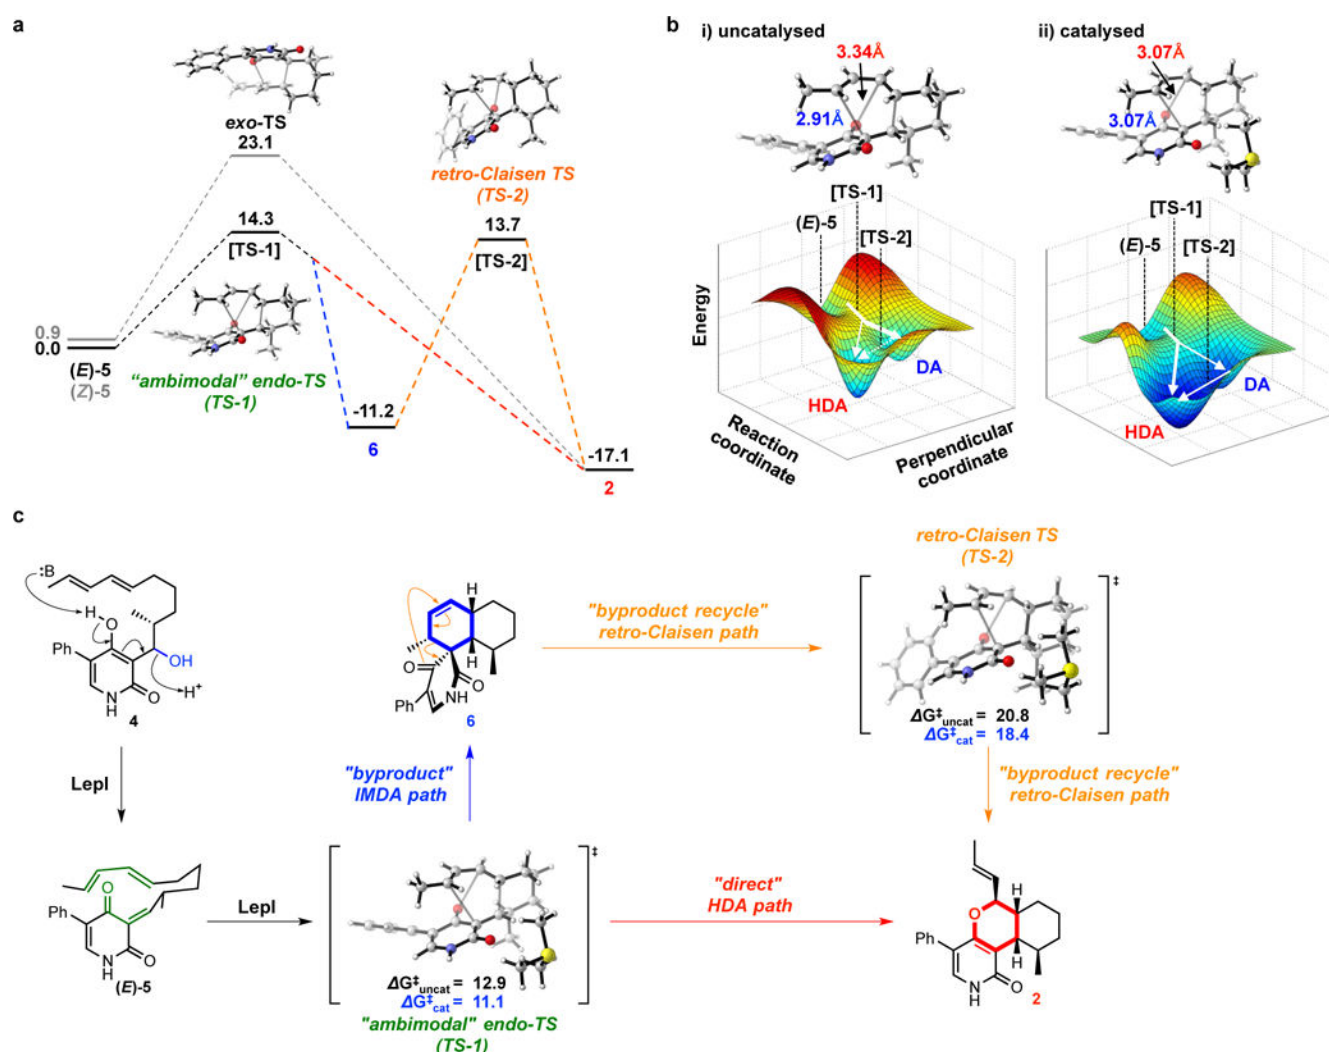 a
exo-TS
23.1
14.3
[TS-1]
retro-Claisen TS
(TS-2)
13.7
[TS-2]
0.9
0.0
(E)-5
(Z)-5
"ambimodal" endo-TS
(TS-1)
-11.2
6
-17.1
2
b
i) uncatalysed
3.34Å
2.91Å
[TS-1]
(E)-5
[TS-2]
Energy
DA
HDA
Reaction
coordinate
Perpendicular
coordinate
ii) catalysed
3.07Å
3.07Å
[TS-1]
(E)-5
[TS-2]
DA
HDA
c
:B
H
O
OH
Ph
H+
N
H
O
4
LepI
O
Ph
O
N
H
(E)-5
LepI
‡
ΔG‡uncat = 12.9
ΔG‡cat = 11.1
"ambimodal" endo-TS
(TS-1)
"byproduct"
IMDA path
H
H
O
O
NH
Ph
6
"byproduct recycle"
retro-Claisen path
retro-Claisen TS
(TS-2)
‡
ΔG‡uncat = 20.8
ΔG‡cat = 18.4
"byproduct recycle"
retro-Claisen path
"direct"
HDA path
H
O
H
Ph
N
H
O
2